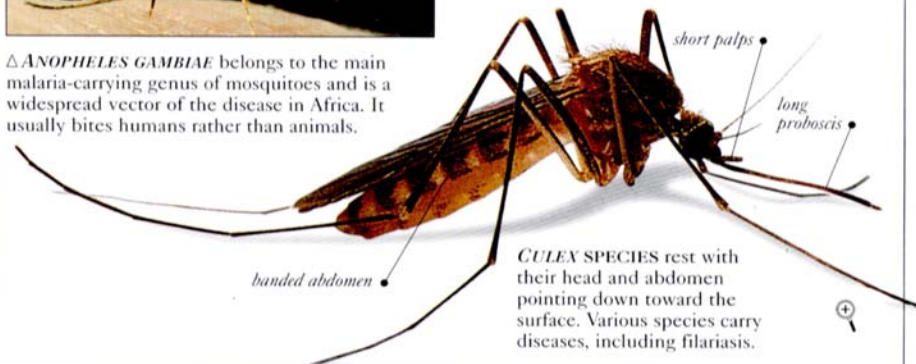 △ ANOPHELES GAMBIAE belongs to the main
malaria-carrying genus of mosquitoes and is a
widespread vector of the disease in Africa. It
usually bites humans rather than animals.
short palps
long
proboscis
banded abdomen
CULEX SPECIES rest with
their head and abdomen
pointing down toward the
surface. Various species carry
diseases, including filariasis.